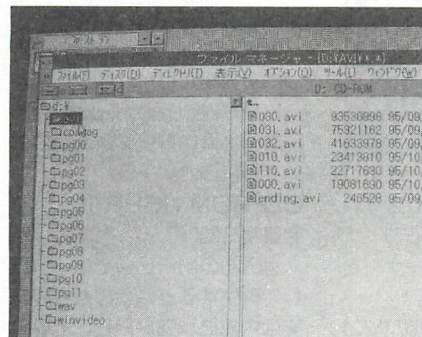 ファイル マネージャ - [D:¥AVI¥*.*]
ファイル(F) ディスク(D) ディレクトリ(T) 表示(V) オプション(O) ツール(L) ウィンドウ(W)
D: CD-ROM
d:¥
pg00
pg01
pg02
pg03
pg04
pg05
pg06
pg07
pg08
pg09
pg10
pg11
wav
winvideo
030.avi 93536998 95/09
031.avi 75921162 95/09
032.avi 41633978 95/09
010.avi 23413810 95/10
110.avi 22717630 95/10
000.avi 19081690 95/10
ending.avi 246528 95/09